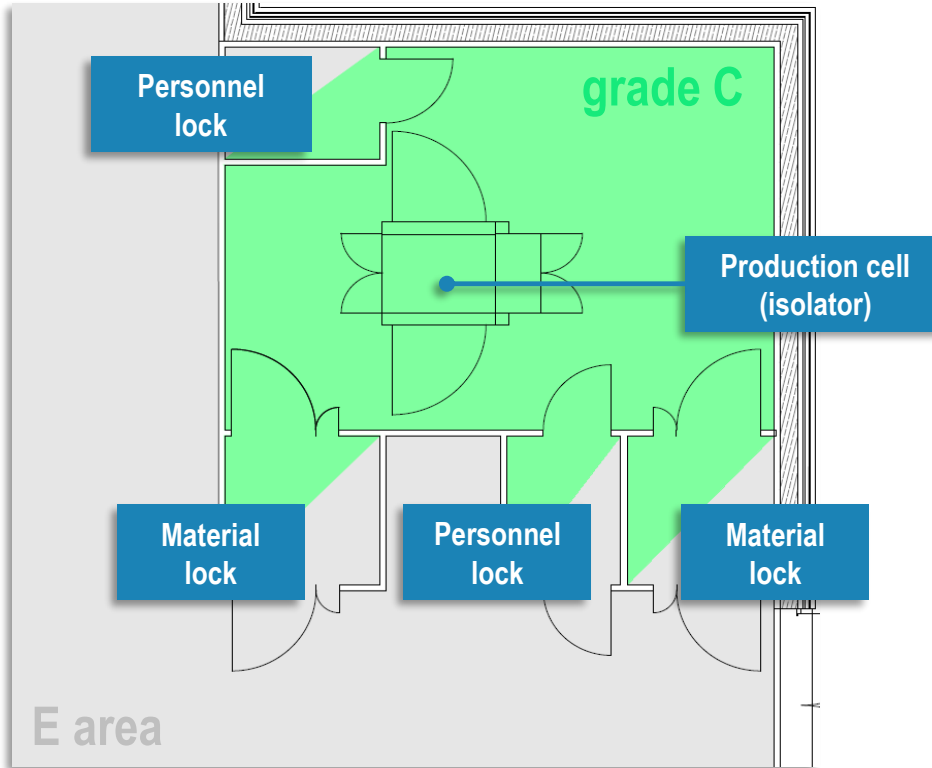 Personnel
lock
grade C
Production cell
(isolator)
Material
lock
Personnel
lock
Material
lock
E area